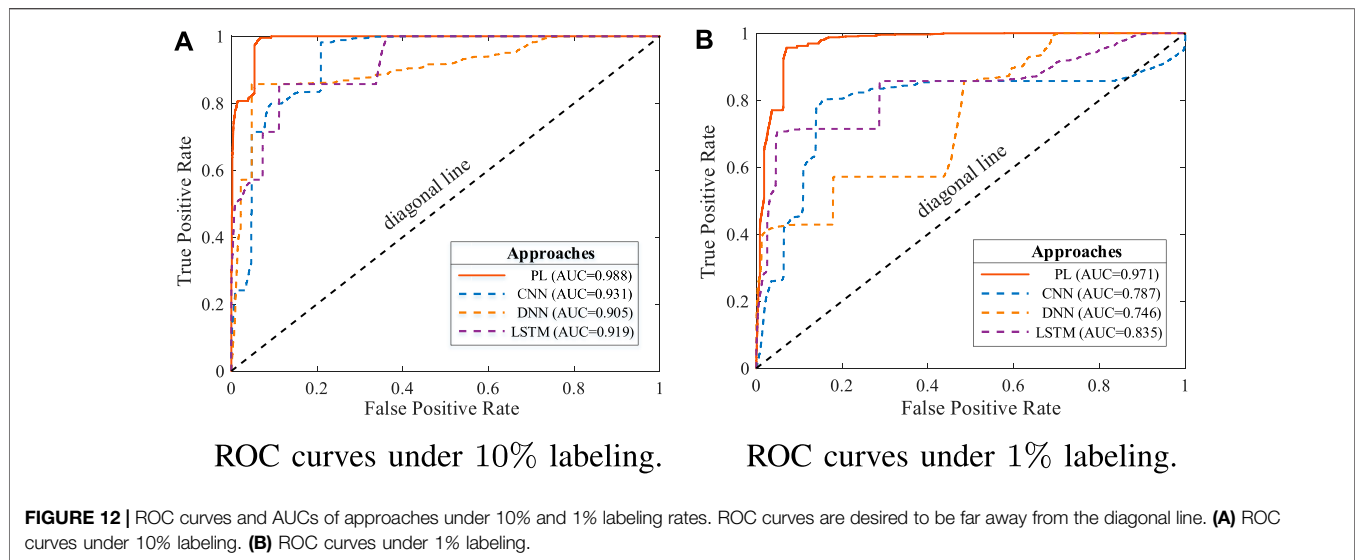 A
1
0.8
0.6
0.4
0.2
0
0
0.2
0.4
0.6
0.8
1
True Positive Rate
False Positive Rate
diagonal line
Approaches
PL (AUC=0.988)
CNN (AUC=0.931)
DNN (AUC=0.905)
LSTM (AUC=0.919)
ROC curves under 10% labeling.
B
1
0.8
0.6
0.4
0.2
0
0
0.2
0.4
0.6
0.8
1
True Positive Rate
False Positive Rate
diagonal line
Approaches
PL (AUC=0.971)
CNN (AUC=0.787)
DNN (AUC=0.746)
LSTM (AUC=0.835)
ROC curves under 1% labeling.
FIGURE 12 | ROC curves and AUCs of approaches under 10% and 1% labeling rates. ROC curves are desired to be far away from the diagonal line. (A) ROC
curves under 10% labeling. (B) ROC curves under 1% labeling.